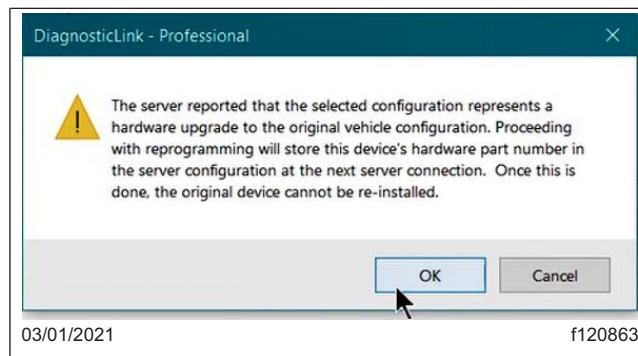 DiagnosticLink - Professional
The server reported that the selected configuration represents a
hardware upgrade to the original vehicle configuration. Proceeding
with reprogramming will store this device's hardware part number in
the server configuration at the next server connection. Once this is
done, the original device cannot be re-installed.
OK Cancel
03/01/2021 f120863